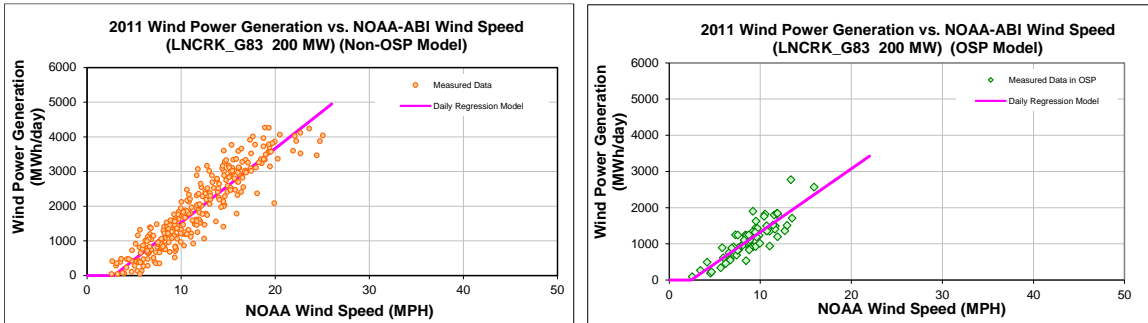 2011 Wind Power Generation vs. NOAA-ABI Wind Speed
(LNCRK_G83 200 MW) (Non-OSP Model)
Wind Power Generation
(MWh/day)
6000
5000
4000
3000
2000
1000
0
Measured Data
Daily Regression Model
0 10 20 30 40 50
NOAA Wind Speed (MPH)
2011 Wind Power Generation vs. NOAA-ABI Wind Speed
(LNCRK_G83 200 MW) (OSP Model)
Wind Power Generation
(MWh/day)
6000
5000
4000
3000
2000
1000
0
Measured Data in OSP
Daily Regression Model
0 10 20 30 40 50
NOAA Wind Speed (MPH)